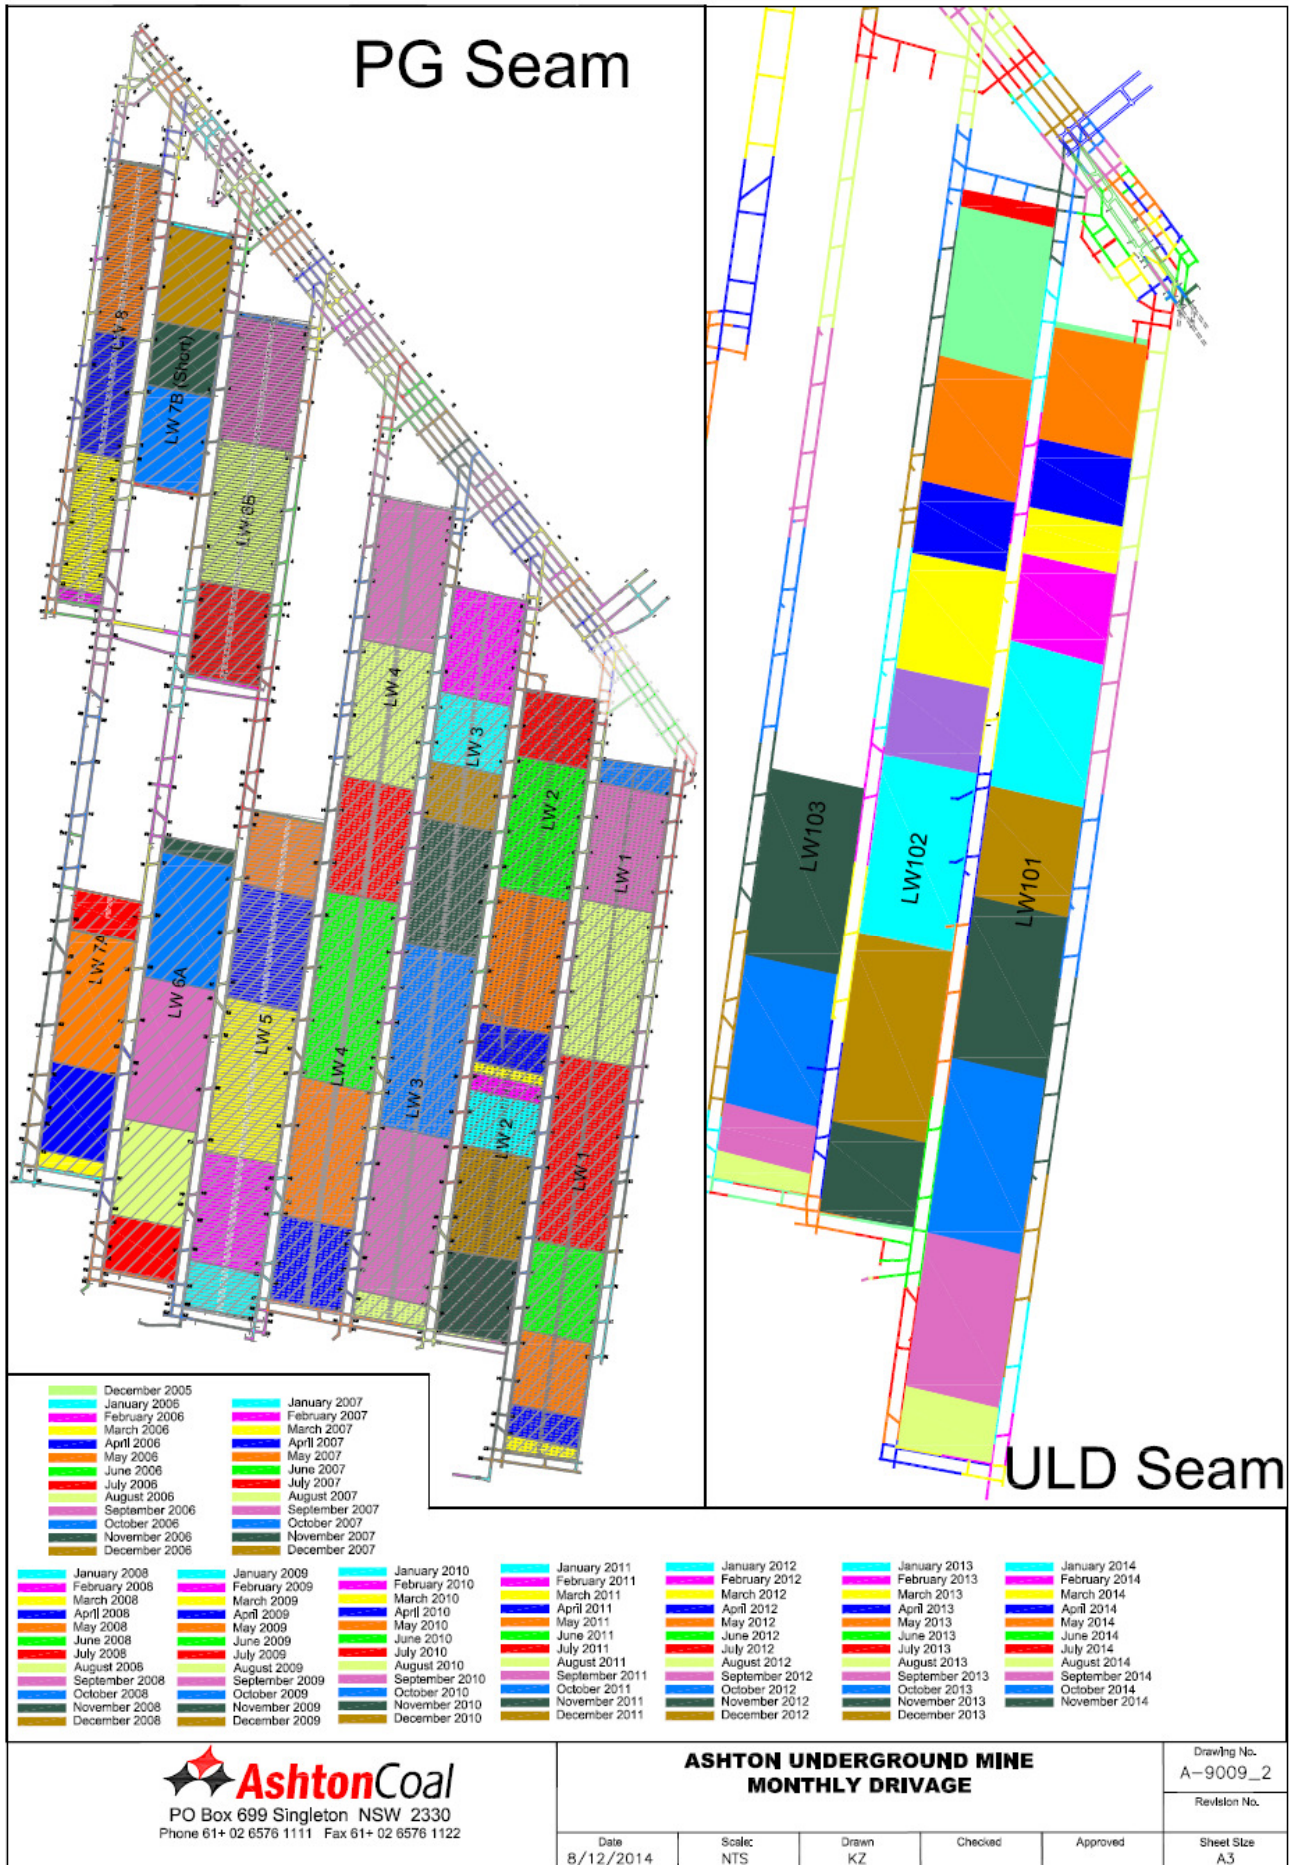 PG Seam
ULD Seam
LW 8
LW 7B (Short)
LW 6B
LW 4
LW 3
LW 2
LW 1
LW 7A
LW 6A
LW 5
LW 4
LW 3
LW 2
LW 1
LW103
LW102
LW101
December 2005
January 2006
February 2006
March 2006
April 2006
May 2006
June 2006
July 2006
August 2006
September 2006
October 2006
November 2006
December 2006
January 2007
February 2007
March 2007
April 2007
May 2007
June 2007
July 2007
August 2007
September 2007
October 2007
November 2007
December 2007
January 2008
February 2008
March 2008
April 2008
May 2008
June 2008
July 2008
August 2008
September 2008
October 2008
November 2008
December 2008
January 2009
February 2009
March 2009
April 2009
May 2009
June 2009
July 2009
August 2009
September 2009
October 2009
November 2009
December 2009
January 2010
February 2010
March 2010
April 2010
May 2010
June 2010
July 2010
August 2010
September 2010
October 2010
November 2010
December 2010
January 2011
February 2011
March 2011
April 2011
May 2011
June 2011
July 2011
August 2011
September 2011
October 2011
November 2011
December 2011
January 2012
February 2012
March 2012
April 2012
May 2012
June 2012
July 2012
August 2012
September 2012
October 2012
November 2012
December 2012
January 2013
February 2013
March 2013
April 2013
May 2013
June 2013
July 2013
August 2013
September 2013
October 2013
November 2013
December 2013
January 2014
February 2014
March 2014
April 2014
May 2014
June 2014
July 2014
August 2014
September 2014
October 2014
November 2014
AshtonCoal
PO Box 699 Singleton NSW 2330
Phone 61+ 02 6576 1111 Fax 61+ 02 6576 1122
ASHTON UNDERGROUND MINE
MONTHLY DRIVAGE
Drawing No.
A-9009_2
Revision No.
Date
8/12/2014
Scale:
NTS
Drawn
KZ
Checked
Approved
Sheet Size
A3